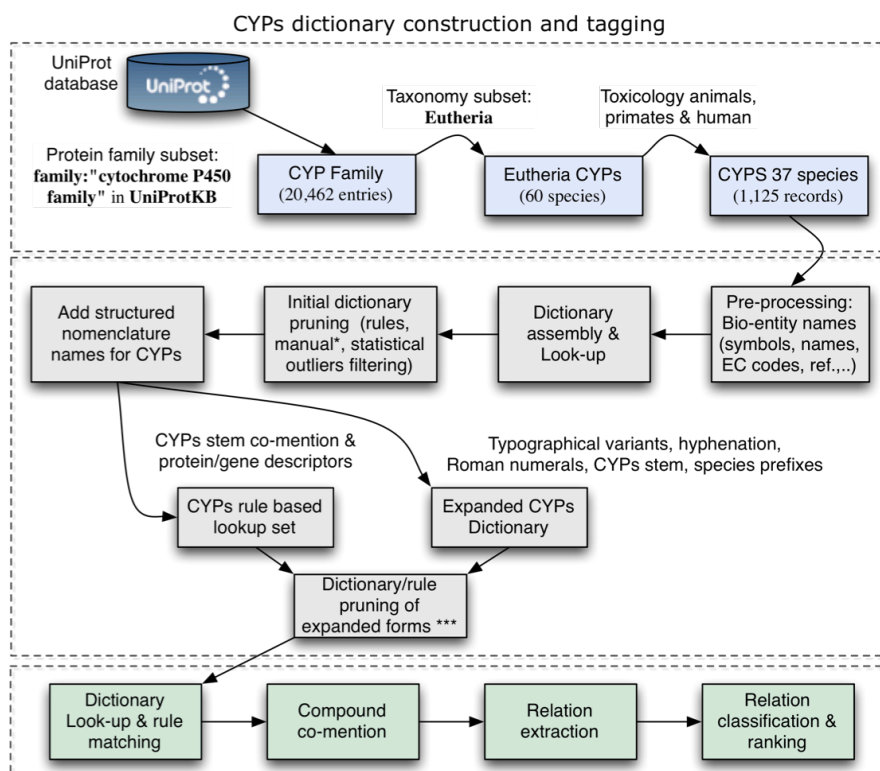 CYPs dictionary construction and tagging
UniProt
database
UniProt
Taxonomy subset:
Eutheria
Toxicology animals,
primates & human
Protein family subset:
family:"cytochrome P450
family" in UniProtKB
CYP Family
(20,462 entries)
Eutheria CYPs
(60 species)
CYPS 37 species
(1,125 records)
Add structured
nomenclature
names for CYPs
Initial dictionary
pruning (rules,
manual*, statistical
outliers filtering)
Dictionary
assembly &
Look-up
Pre-processing:
Bio-entity names
(symbols, names,
EC codes, ref.,..)
CYPs stem co-mention &
protein/gene descriptors
Typographical variants, hyphenation,
Roman numerals, CYPs stem, species prefixes
CYPs rule based
lookup set
Expanded CYPs
Dictionary
Dictionary/rule
pruning of
expanded forms ***
Dictionary
Look-up & rule
matching
Compound
co-mention
Relation
extraction
Relation
classification &
ranking